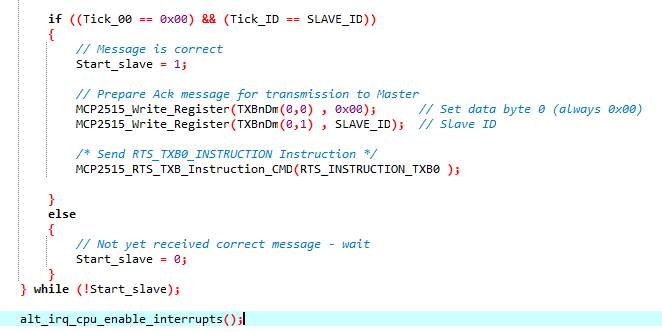 if ((Tick_00 == 0x00) && (Tick_ID == SLAVE_ID))
{
// Message is correct
Start_slave = 1;
// Prepare Ack message for transmission to Master
MCP2515_Write_Register(TXBnDm(0,0) , 0x00);      // Set data byte 0 (always 0x00)
MCP2515_Write_Register(TXBnDm(0,1) , SLAVE_ID);  // Slave ID
/* Send RTS_TXB0_INSTRUCTION Instruction */
MCP2515_RTS_TXB_Instruction_CMD(RTS_INSTRUCTION_TXB0 );
}
else
{
// Not yet received correct message - wait
Start_slave = 0;
}
} while (!Start_slave);
alt_irq_cpu_enable_interrupts();